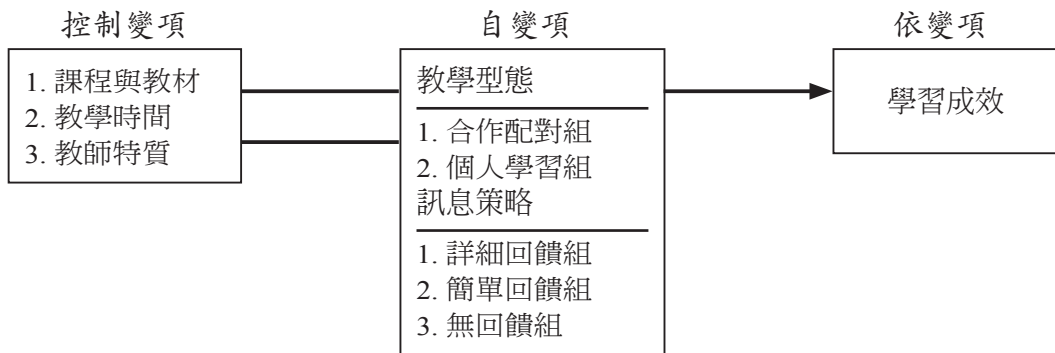 控制變項
1. 課程與教材
2. 教學時間
3. 教師特質
自變項
教學型態
1. 合作配對組
2. 個人學習組
訊息策略
1. 詳細回饋組
2. 簡單回饋組
3. 無回饋組
依變項
學習成效